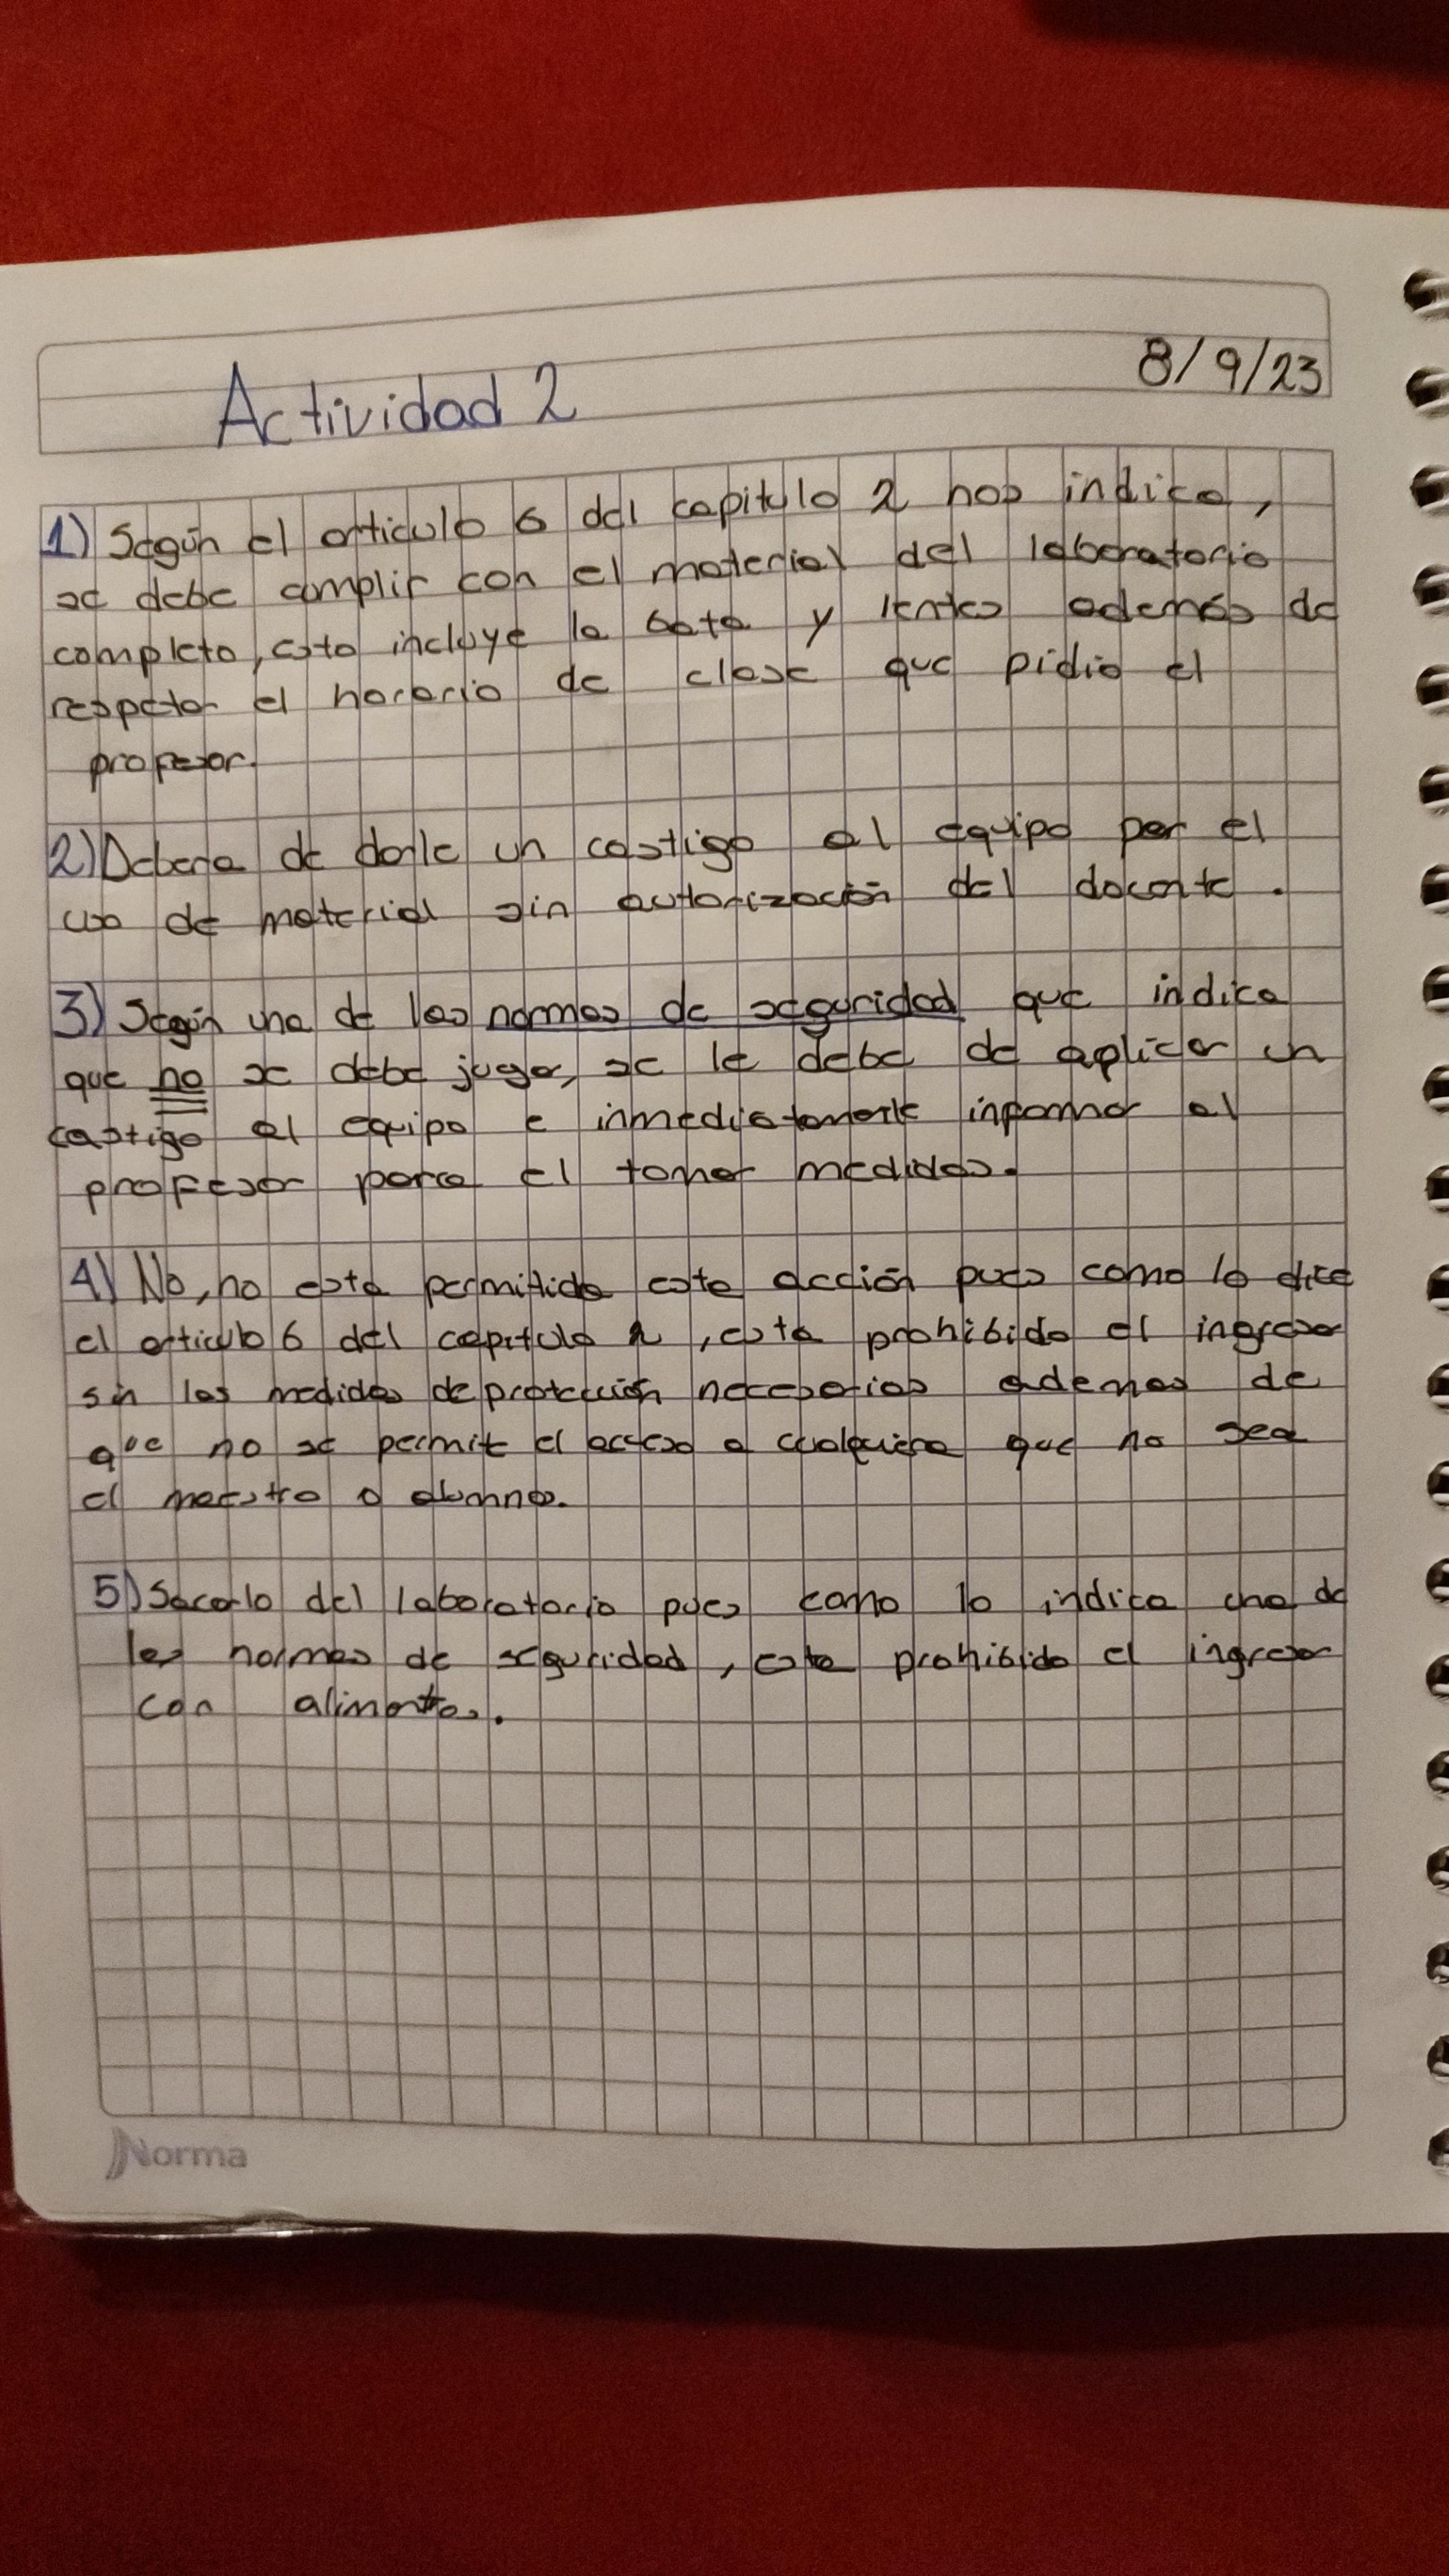 8/9/23
Actividad 2
1) Según el articulo 6 del capitulo 2 nos indica,
se debe cumplir con el material del laboratorio
completo, esto incluye la bata y lentes ademós de
respetar el horario de clase que pidio el
profesor.
2) Debera de darle un castigo al equipo por el
uso de material sin autorización del docente.
3) Según una de las normas de seguridad que indica
que no se debe jugar, se le debe de aplicar un
castigo al equipo e inmediatamente informar al
profesor para el tomar medidas.
4) No, no esta permitida esta acción pues como lo dice
el articulo 6 del capitulo 2, esta prohibido el ingresar
sin las medidas de protección necesarias ademas de
que no se permite el acceso a cualquiera que no sea
el maestro o alumno.
5) Sacarlo del laboratorio pues como lo indica una de
las normas de seguridad, esta prohibido el ingresar
con alimentos.
Norma